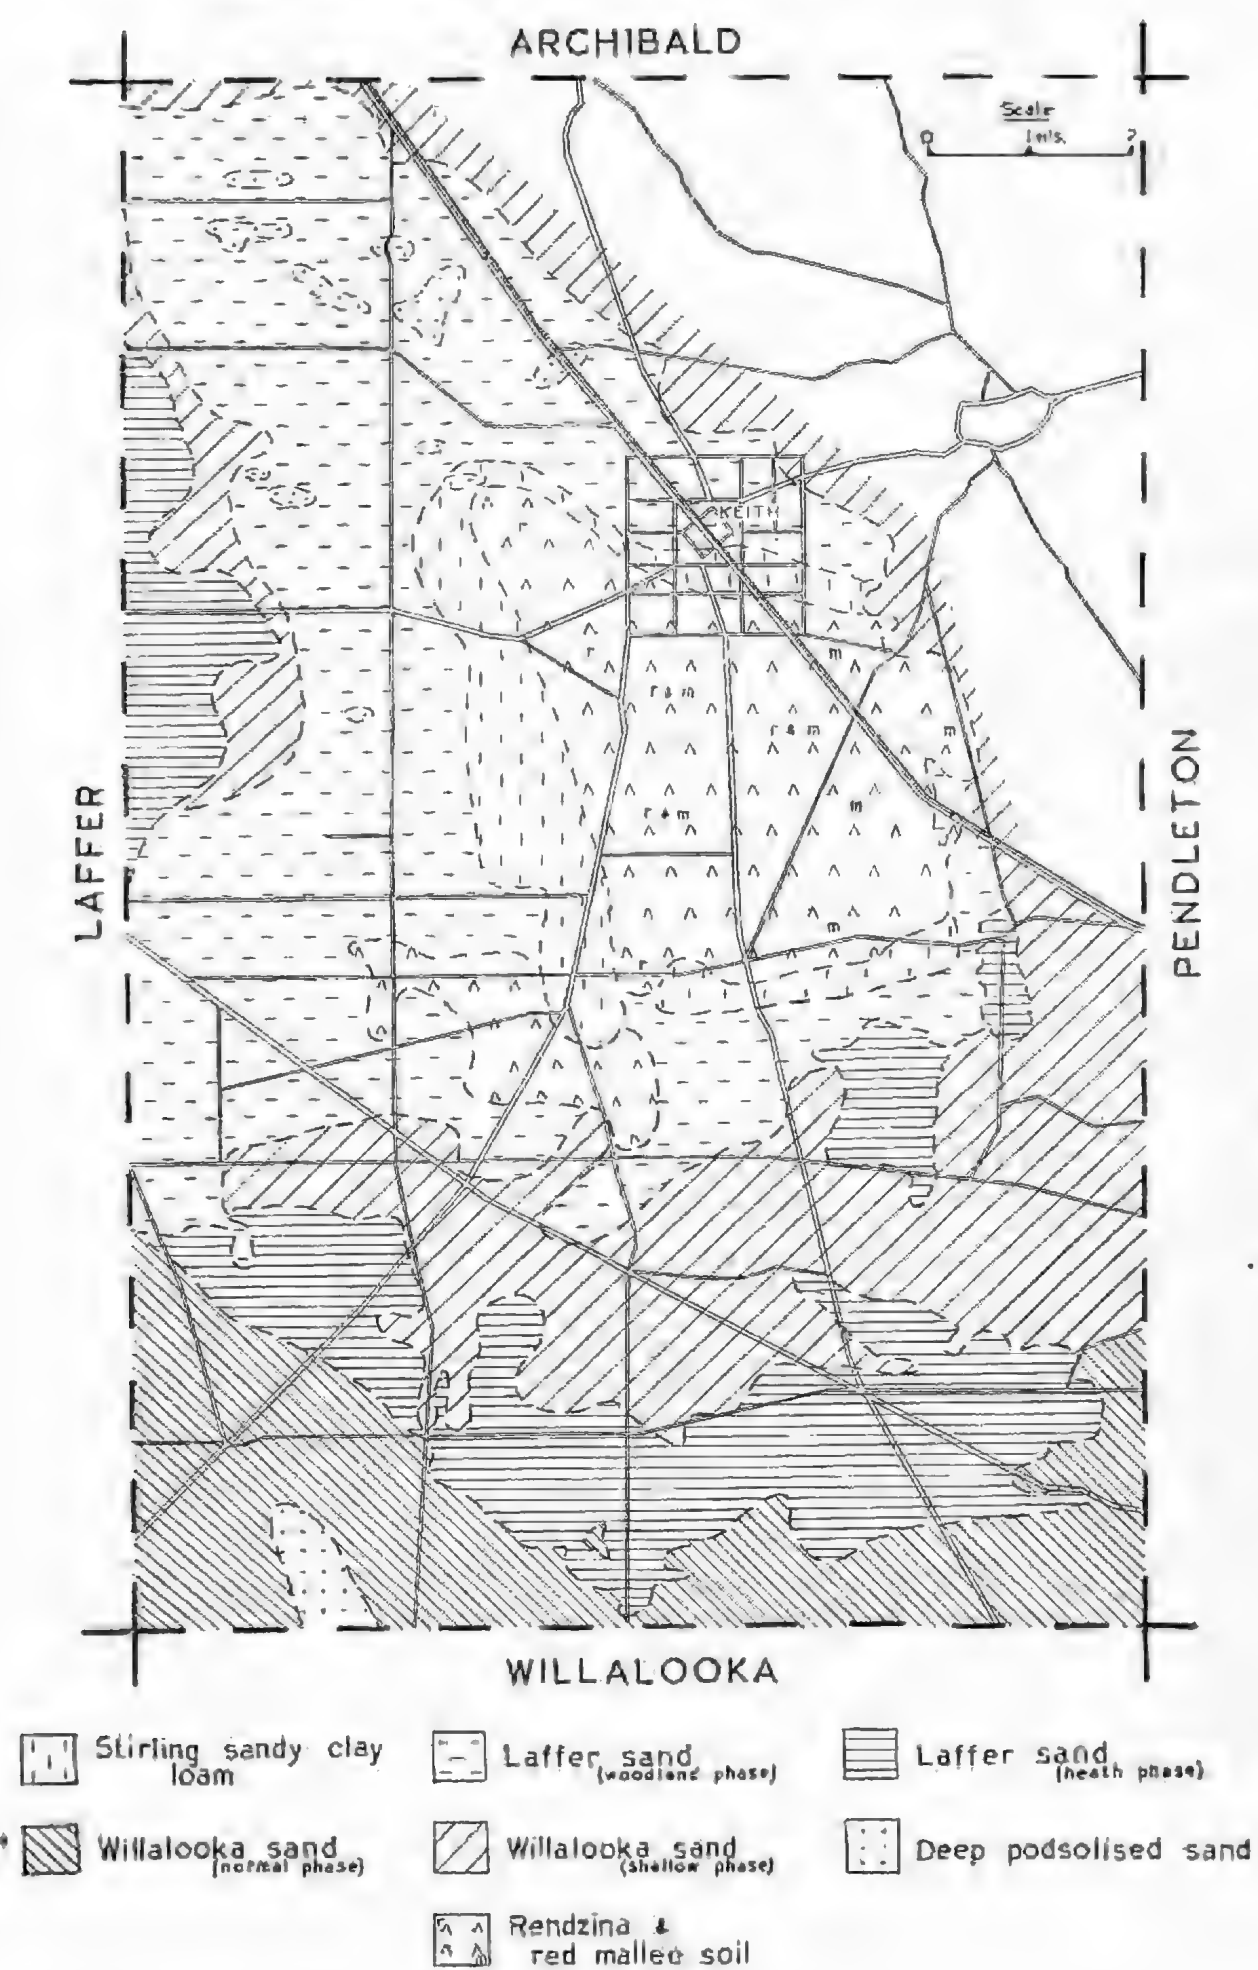 ARCHIBALD
Scale
0 1 mls. 2
KEITH
r
r
m
r & m
r & m
m
r & m
m
m
LAFFER
PENDLETON
WILLALOOKA
Stirling sandy clay loam
Laffer sand (woodland phase)
Laffer sand (heath phase)
Willalooka sand (normal phase)
Willalooka sand (shallow phase)
Deep podsolised sand
r
m
Rendzina &
red mallee soil